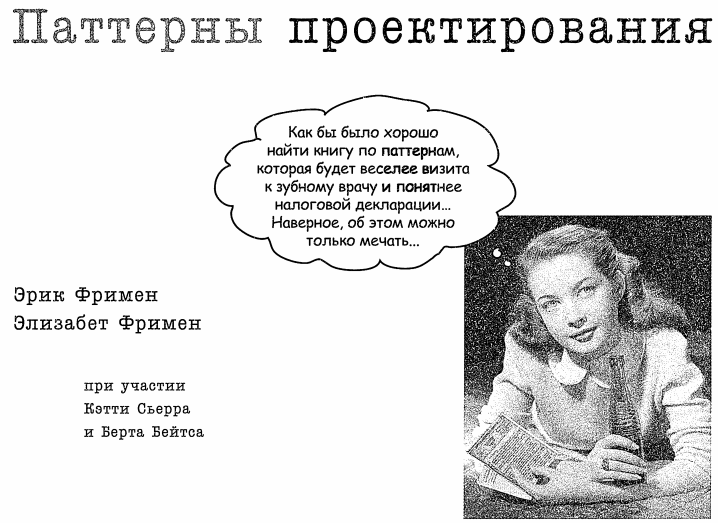 Паттерны проектирования
Как бы было хорошо
найти книгу по паттернам,
которая будет веселее визита
к зубному врачу и понятнее
налоговой декларации...
Наверное, об этом можно
только мечать...
Эрик Фримен
Элизабет Фримен
при участии
Кэтти Сьерра
и Берта Бейтса